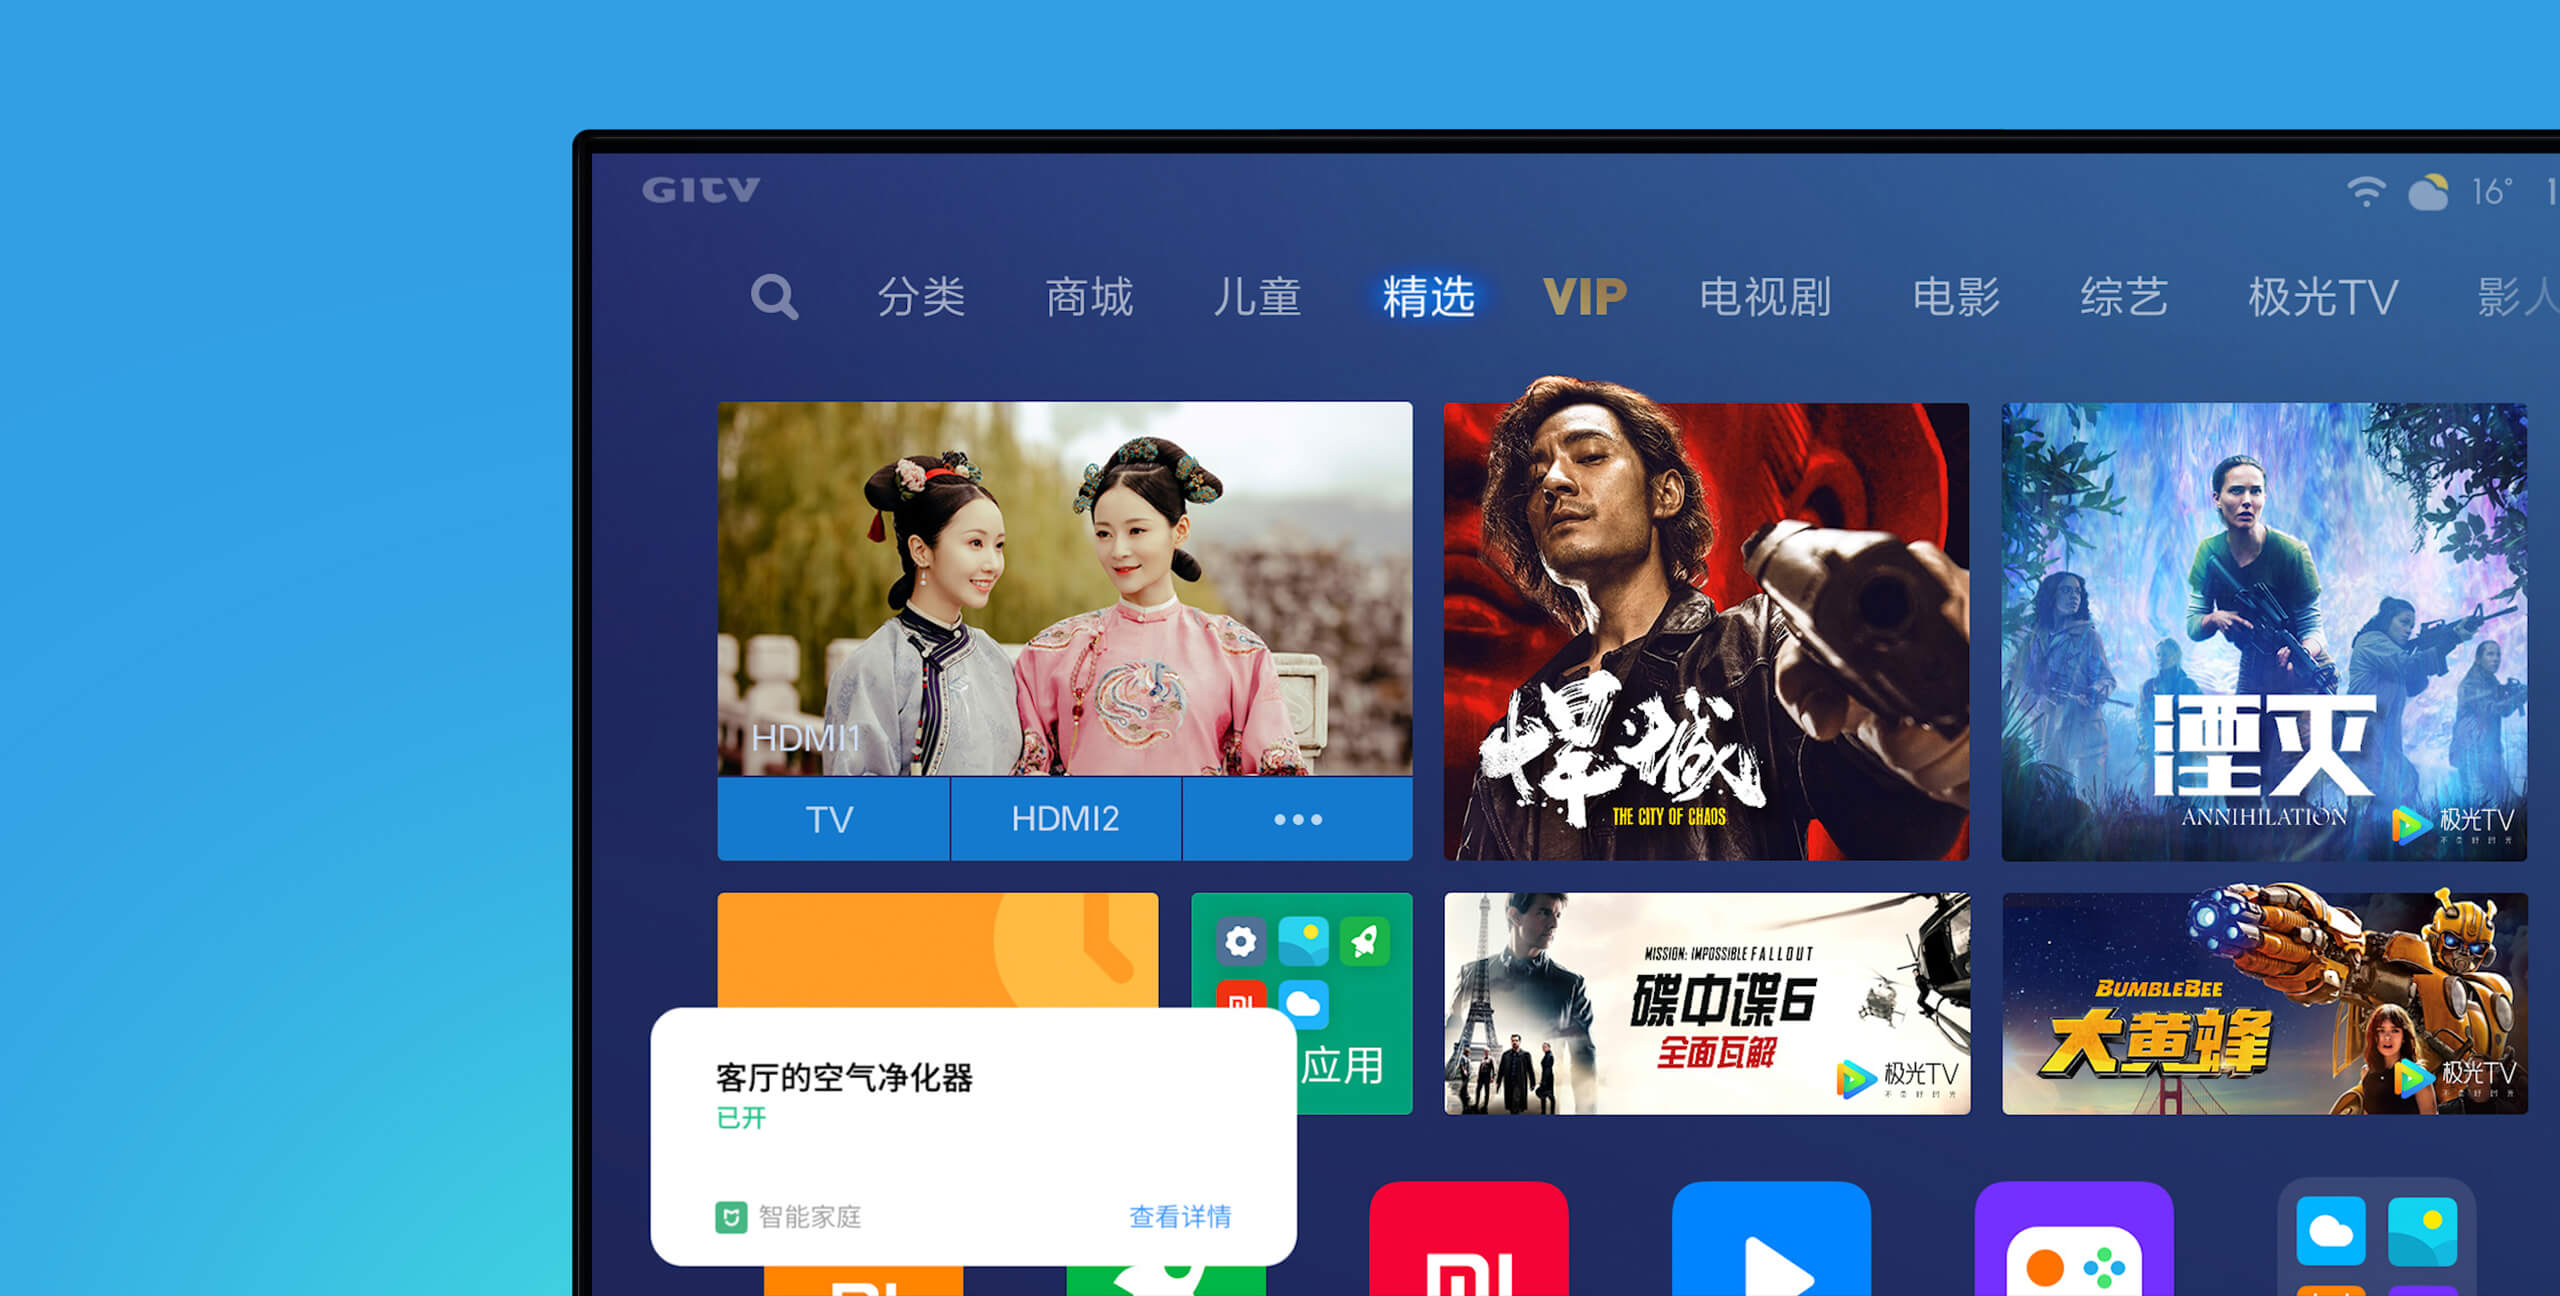 GITV
16°
分类 商城 儿童 精选 VIP 电视剧 电影 综艺 极光TV 影人
HDMI1
TV HDMI2
悍城
THE CITY OF CHAOS
湮灭
ANNIHILATION
极光TV
MISSION: IMPOSSIBLE FALLOUT
碟中谍6
全面瓦解
极光TV
BUMBLEBEE
大黄蜂
极光TV
应用
客厅的空气净化器
已开
智能家庭 查看详情